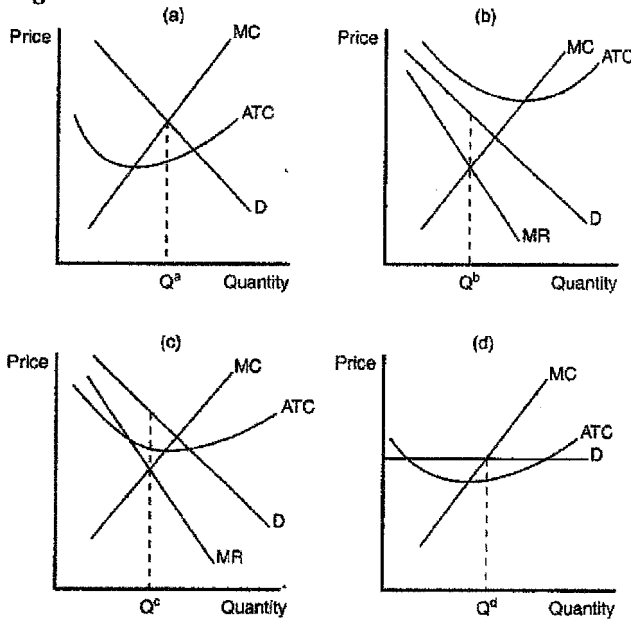 (a)
Price
MC
ATC
D
Qᵃ
Quantity
(b)
Price
MC
ATC
D
MR
Qᵇ
Quantity
(c)
Price
MC
ATC
D
MR
Qᶜ
Quantity
(d)
Price
MC
ATC
D
Qᵈ
Quantity